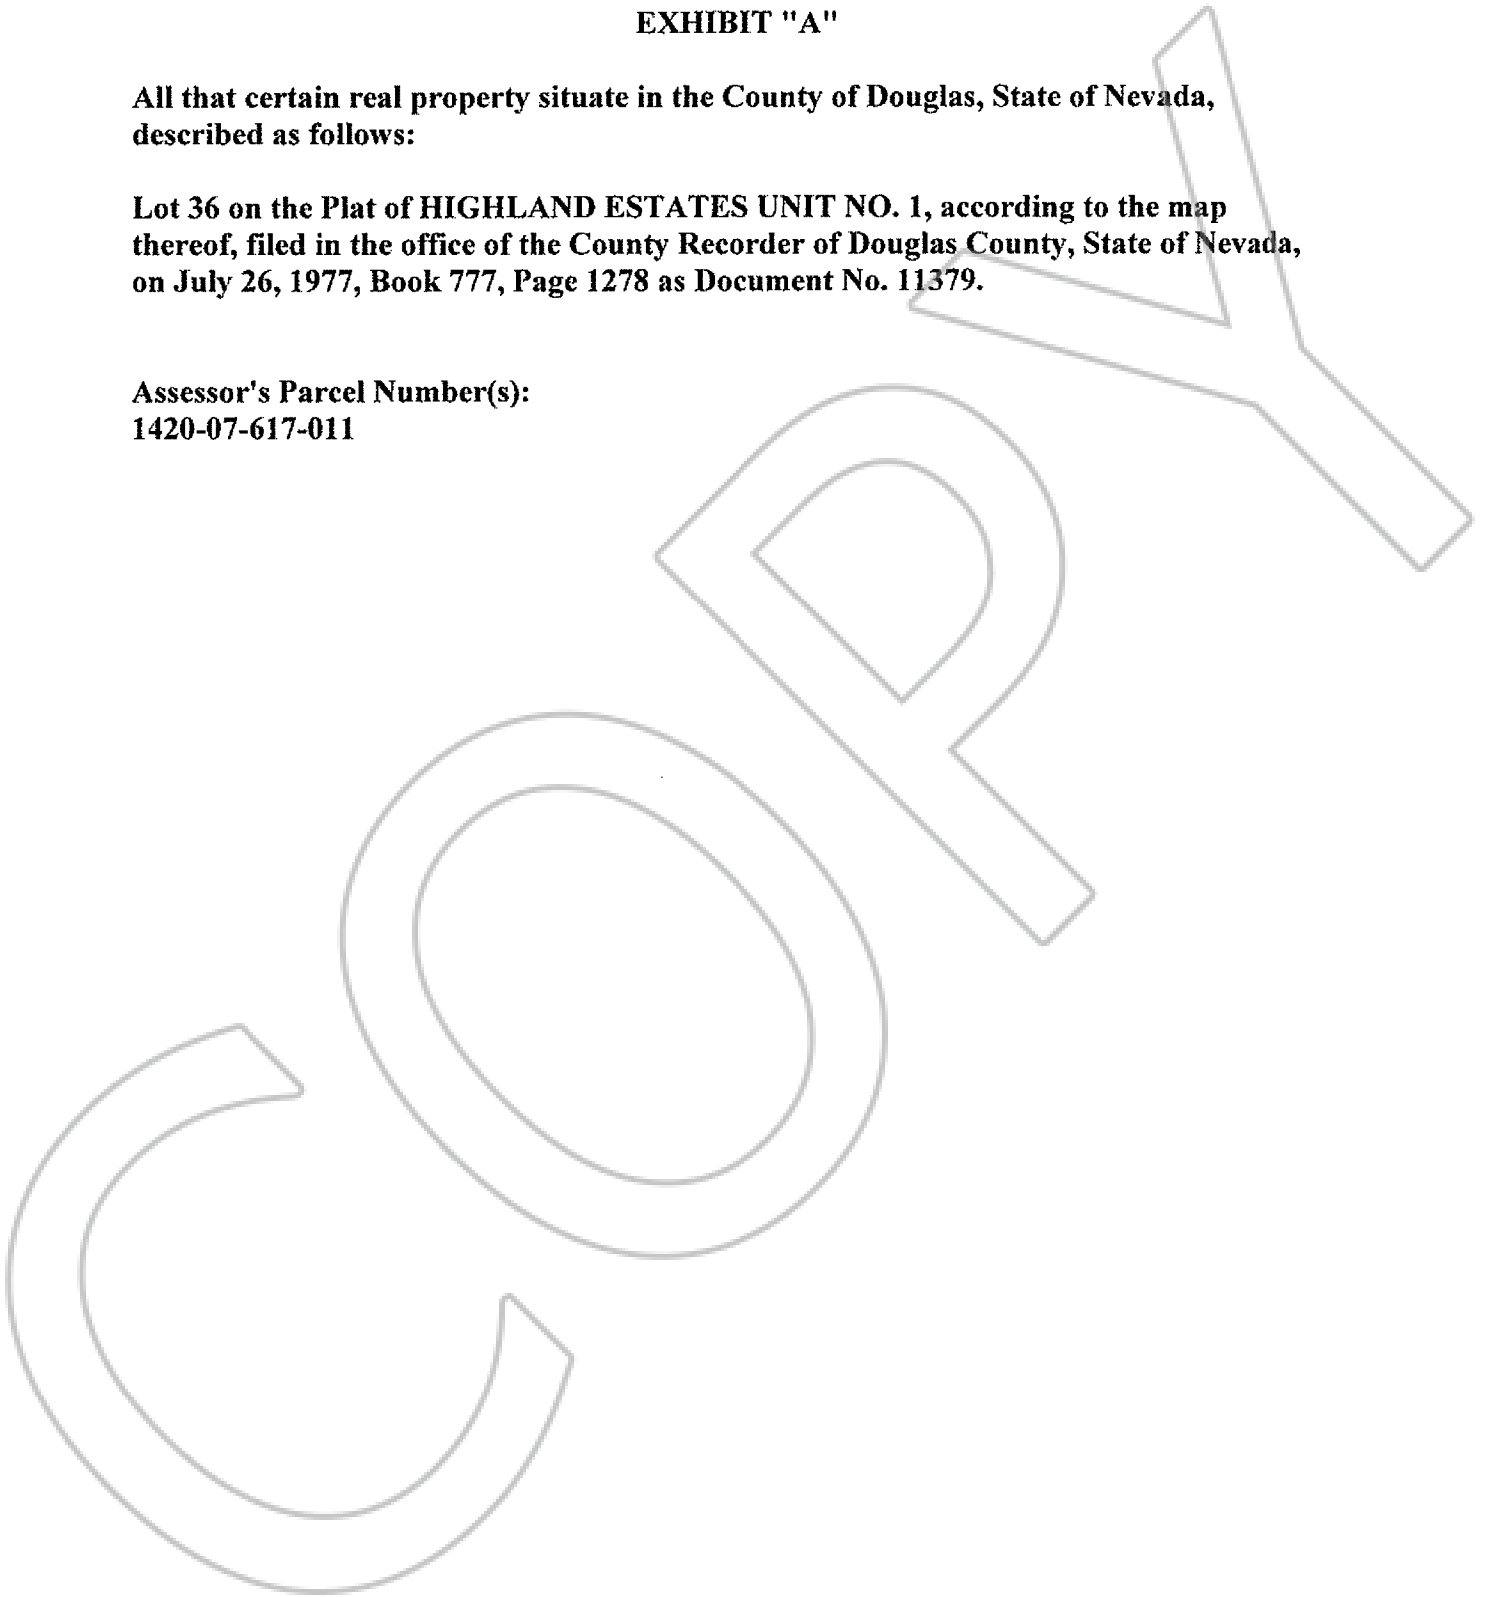 EXHIBIT "A"
All that certain real property situate in the County of Douglas, State of Nevada,
described as follows:
Lot 36 on the Plat of HIGHLAND ESTATES UNIT NO. 1, according to the map
thereof, filed in the office of the County Recorder of Douglas County, State of Nevada,
on July 26, 1977, Book 777, Page 1278 as Document No. 11379.
Assessor's Parcel Number(s):
1420-07-617-011
COPY